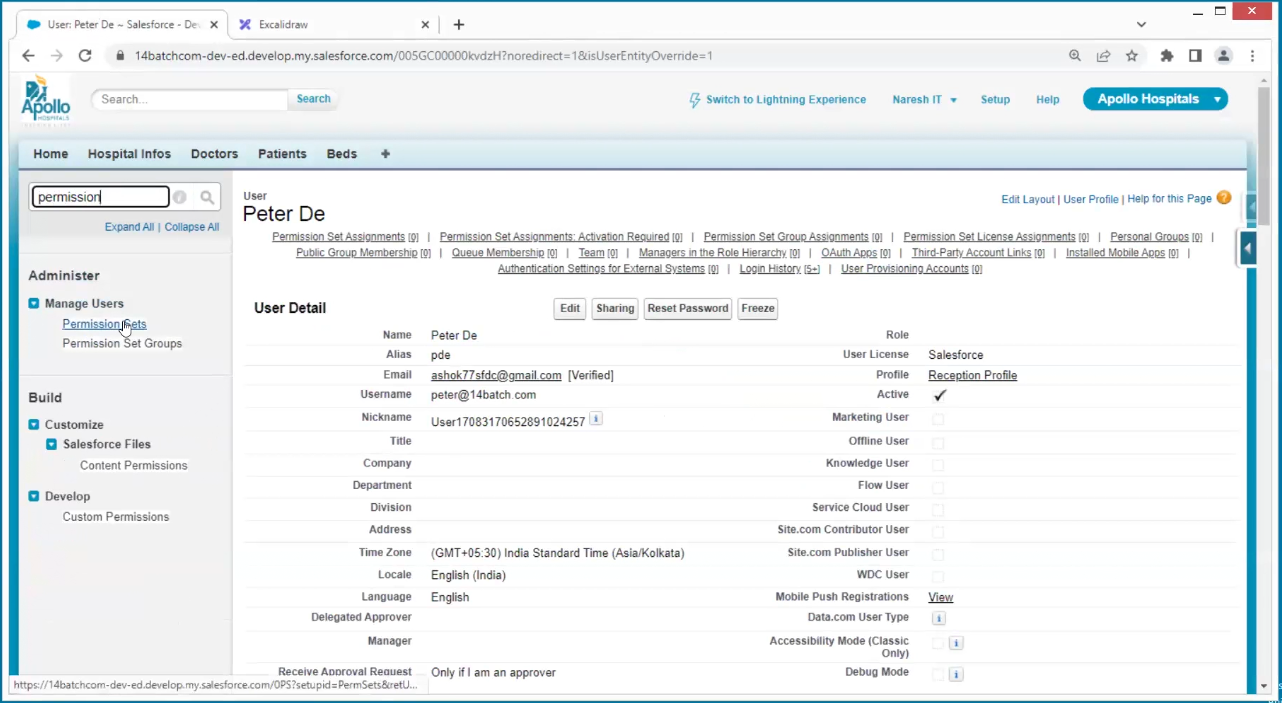 User: Peter De ~ Salesforce - De
Excalidraw
14batchcom-dev-ed.develop.my.salesforce.com/005GC00000kvdzH?noredirect=1&isUserEntityOverride=1
Apollo
HOSPITALS
Search...
Search
Switch to Lightning Experience
Naresh IT
Setup
Help
Apollo Hospitals
Home
Hospital Infos
Doctors
Patients
Beds
+
permission
Expand All | Collapse All
Administer
Manage Users
Permission Sets
Permission Set Groups
Build
Customize
Salesforce Files
Content Permissions
Develop
Custom Permissions
User
Peter De
Edit Layout | User Profile | Help for this Page ?
Permission Set Assignments [0] | Permission Set Assignments: Activation Required [0] | Permission Set Group Assignments [0] | Permission Set License Assignments [0] | Personal Groups [0] |
Public Group Membership [0] | Queue Membership [0] | Team [0] | Managers in the Role Hierarchy [0] | OAuth Apps [0] | Third-Party Account Links [0] | Installed Mobile Apps [0] |
Authentication Settings for External Systems [0] | Login History [5+] | User Provisioning Accounts [0]
User Detail
Edit
Sharing
Reset Password
Freeze
Name Peter De
Role
Alias pde
User License Salesforce
Email ashok77sfdc@gmail.com [Verified]
Profile Reception Profile
Username peter@14batch.com
Active ✓
Nickname User17083170652891024257 i
Marketing User
Title
Offline User
Company
Knowledge User
Department
Flow User
Division
Service Cloud User
Address
Site.com Contributor User
Time Zone (GMT+05:30) India Standard Time (Asia/Kolkata)
Site.com Publisher User
Locale English (India)
WDC User
Language English
Mobile Push Registrations View
Delegated Approver
Data.com User Type i
Manager
Accessibility Mode (Classic
Only) i
Receive Approval Request Only if I am an approver
Debug Mode i
https://14batchcom-dev-ed.develop.my.salesforce.com/0PS?setupid=PermSets&retU...